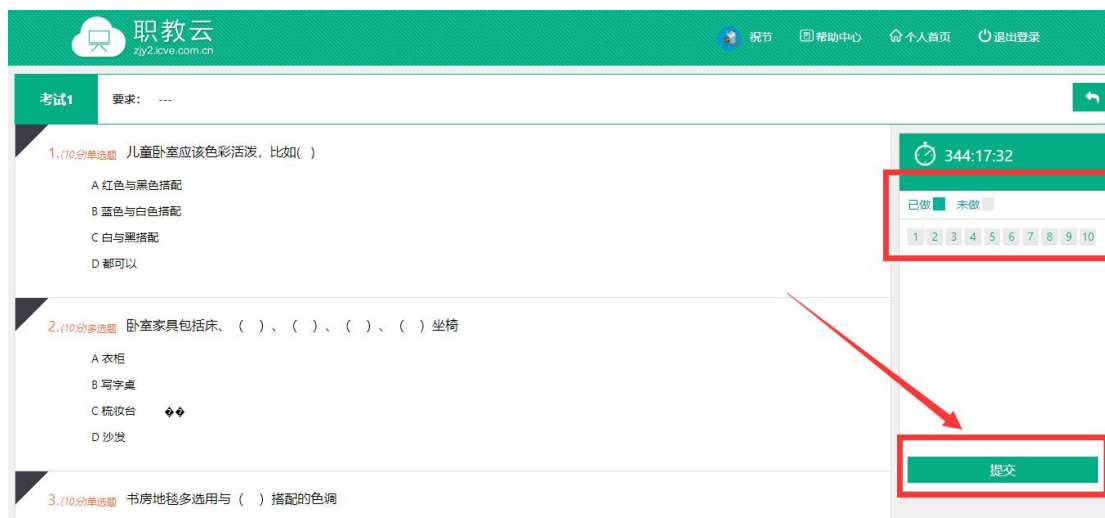 职教云
zjy2.icve.com.cn
祝节 帮助中心 个人首页 退出登录
考试1 要求： ---
1.(10分)单选题 儿童卧室应该色彩活泼，比如( )
A 红色与黑色搭配
B 蓝色与白色搭配
C 白与黑搭配
D 都可以
344:17:32
已做 未做
1 2 3 4 5 6 7 8 9 10
2.(10分)多选题 卧室家具包括床、（ ）、（ ）、（ ）、（ ）坐椅
A 衣柜
B 写字桌
C 梳妆台 ��
D 沙发
提交
3.(10分)单选题 书房地毯多选用与（ ）搭配的色调